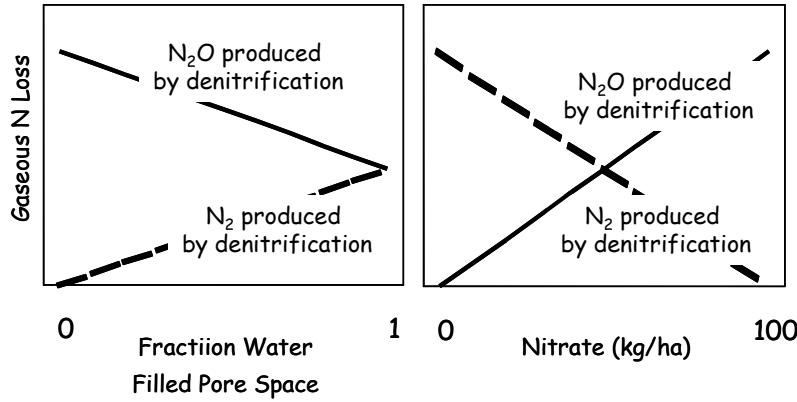 Gaseous N Loss
N₂O produced
by denitrification
N₂ produced
by denitrification
0
1
Fractiion Water
Filled Pore Space
N₂O produced
by denitrification
N₂ produced
by denitrification
0
100
Nitrate (kg/ha)